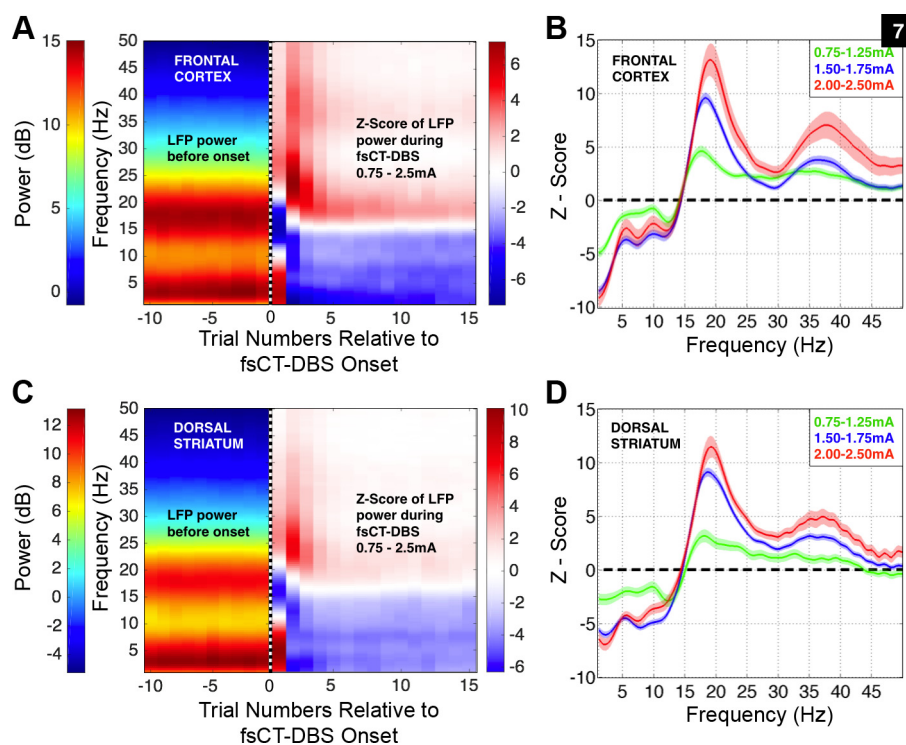 A
15
10
5
0
Power (dB)
50
45
40
35
30
25
20
15
10
5
Frequency (Hz)
FRONTAL
CORTEX
LFP power
before onset
Z-Score of LFP
power during
fsCT-DBS
0.75 - 2.5mA
-10
-5
0
5
10
15
Trial Numbers Relative to
fsCT-DBS Onset
6
4
2
0
-2
-4
-6
B
7
FRONTAL
CORTEX
0.75-1.25mA
1.50-1.75mA
2.00-2.50mA
15
10
5
0
-5
-10
Z - Score
5 10 15 20 25 30 35 40 45
Frequency (Hz)
C
12
10
8
6
4
2
0
-2
-4
Power (dB)
50
45
40
35
30
25
20
15
10
5
Frequency (Hz)
DORSAL
STRIATUM
LFP power
before onset
Z-Score of LFP
power during
fsCT-DBS
0.75 - 2.5mA
-10
-5
0
5
10
15
Trial Numbers Relative to
fsCT-DBS Onset
10
8
6
4
2
0
-2
-4
-6
D
DORSAL
STRIATUM
0.75-1.25mA
1.50-1.75mA
2.00-2.50mA
15
10
5
0
-5
-10
Z - Score
5 10 15 20 25 30 35 40 45
Frequency (Hz)